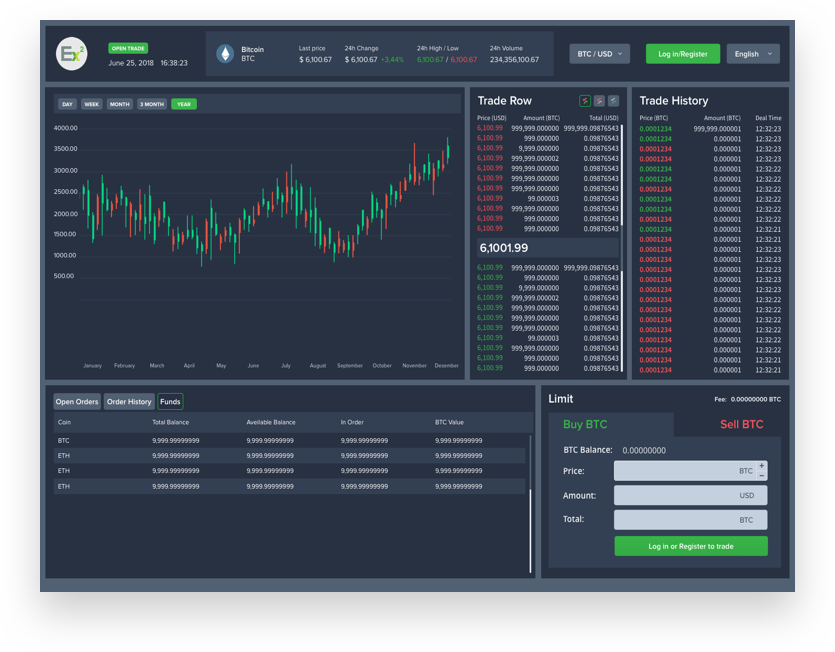 Ex2
OPEN TRADE
June 25, 2018 16:38:23
Bitcoin
BTC
Last price
$ 6,100.67
24h Change
$ 6,100.67 +3,44%
24h High / Low
6,100.67 / 6,100.67
24h Volume
234,356,100.67
BTC / USD
Log in/Register
English
DAY WEEK MONTH 3 MONTH YEAR
4000.00
3500.00
3000.00
2500.00
2000.00
1500.00
1000.00
500.00
January February March April May June July August September October November Desember
Trade Row
Price (USD) Amount (BTC) Total (USD)
6,100.99 999,999.000000 999,999.09876543
6,100.99 999.000000 0.09876543
6,100.99 9,999.000000 0.09876543
6,100.99 999,999.000002 0.09876543
6,100.99 999,999.000000 0.09876543
6,100.99 999,999.000000 0.09876543
6,100.99 999,999.000000 0.09876543
6,100.99 99.000003 0.09876543
6,100.99 999,999.000000 0.09876543
6,100.99 999.000000 0.09876543
6,100.99 999.000000 0.09876543
6,1001.99
6,100.99 999,999.000000 999,999.09876543
6,100.99 999.000000 0.09876543
6,100.99 9,999.000000 0.09876543
6,100.99 999,999.000002 0.09876543
6,100.99 999,999.000000 0.09876543
6,100.99 999,999.000000 0.09876543
6,100.99 999,999.000000 0.09876543
6,100.99 99.000003 0.09876543
6,100.99 999,999.000000 0.09876543
6,100.99 999.000000 0.09876543
6,100.99 999.000000 0.09876543
Trade History
Price (BTC) Amount (BTC) Deal Time
0.0001234 999,999.000001 12:32:23
0.0001234 0.000001 12:32:23
0.0001234 0.000001 12:32:23
0.0001234 0.000001 12:32:23
0.0001234 0.000001 12:32:22
0.0001234 0.000001 12:32:22
0.0001234 0.000001 12:32:22
0.0001234 0.000001 12:32:22
0.0001234 0.000001 12:32:22
0.0001234 0.000001 12:32:22
0.0001234 0.000001 12:32:21
0.0001234 0.000001 12:32:21
0.0001234 0.000001 12:32:21
0.0001234 0.000001 12:32:23
0.0001234 0.000001 12:32:23
0.0001234 0.000001 12:32:23
0.0001234 0.000001 12:32:23
0.0001234 0.000001 12:32:22
0.0001234 0.000001 12:32:22
0.0001234 0.000001 12:32:22
0.0001234 0.000001 12:32:22
0.0001234 0.000001 12:32:22
0.0001234 0.000001 12:32:22
0.0001234 0.000001 12:32:21
0.0001234 0.000001 12:32:21
Open Orders Order History Funds
Coin Total Balance Available Balance In Order BTC Value
BTC 9,999.99999999 9,999.99999999 9,999.99999999 9,999.99999999
ETH 9,999.99999999 9,999.99999999 9,999.99999999 9,999.99999999
ETH 9,999.99999999 9,999.99999999 9,999.99999999 9,999.99999999
ETH 9,999.99999999 9,999.99999999 9,999.99999999 9,999.99999999
Limit
Fee: 0.00000000 BTC
Buy BTC Sell BTC
BTC Balance: 0.00000000
Price: BTC + −
Amount: USD
Total: BTC
Log in or Register to trade